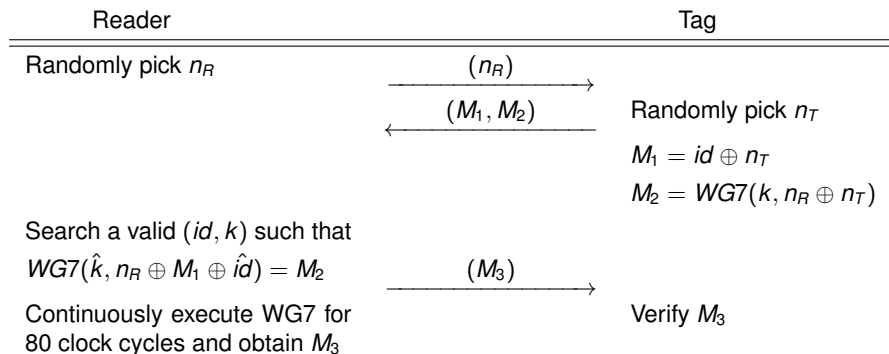 Reader Tag
Randomly pick n_R (n_R)
(M_1, M_2) Randomly pick n_T
M_1 = id ⊕ n_T
M_2 = WG7(k, n_R ⊕ n_T)
Search a valid (id, k) such that
WG7(k̂, n_R ⊕ M_1 ⊕ îd) = M_2 (M_3)
Continuously execute WG7 for Verify M_3
80 clock cycles and obtain M_3